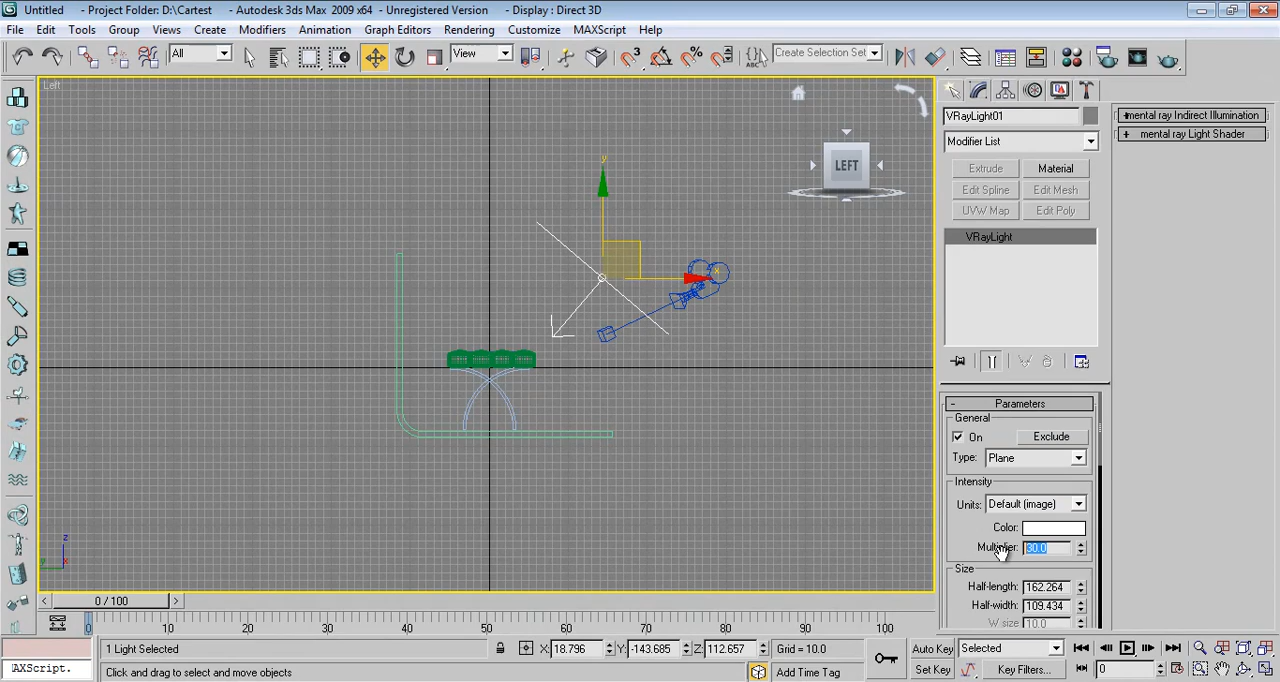 Untitled - Project Folder: D:\Cartest - Autodesk 3ds Max 2009 x64 - Unregistered Version - Display : Direct 3D
File Edit Tools Group Views Create Modifiers Animation Graph Editors Rendering Customize MAXScript Help
All View 3 % ABC Create Selection Set
Left
y
x
LEFT
z
y x
VRayLight01
Modifier List
Extrude Material
Edit Spline Edit Mesh
UVW Map Edit Poly
VRayLight
+ mental ray Indirect Illumination
+ mental ray Light Shader
- Parameters
General
On Exclude
Type: Plane
Intensity
Units: Default (image)
Color:
Multiplier: 30.0
Size
Half-length: 162.264
Half-width: 109.434
W size 10.0
< 0 / 100 >
0 10 20 30 40 50 60 70 80 90 100
1 Light Selected X: 18.796 Y: -143.685 Z: 112.657 Grid = 10.0 Auto Key Selected
AXScript. Click and drag to select and move objects Add Time Tag Set Key Key Filters... 0